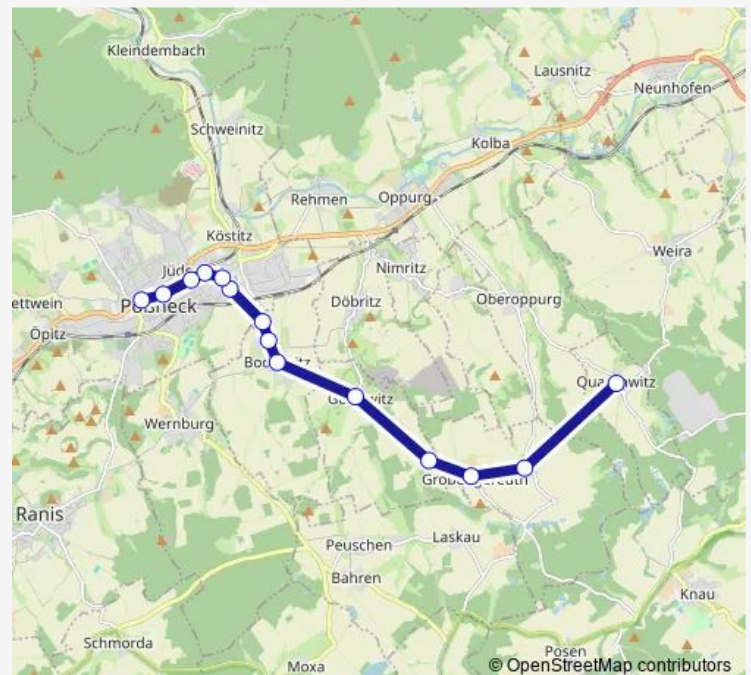 Kleindembach
Lausnitz
Neunhofen
Schweinitz
Kolba
Rehmen
Oppurg
Köstitz
Weira
Nimritz
Oberoppurg
Döbritz
Öpitz
Wernburg
Ranis
Peuschen
Laskau
Bahren
Knau
Schmorda
Posen
Moxa
© OpenStreetMap contributors